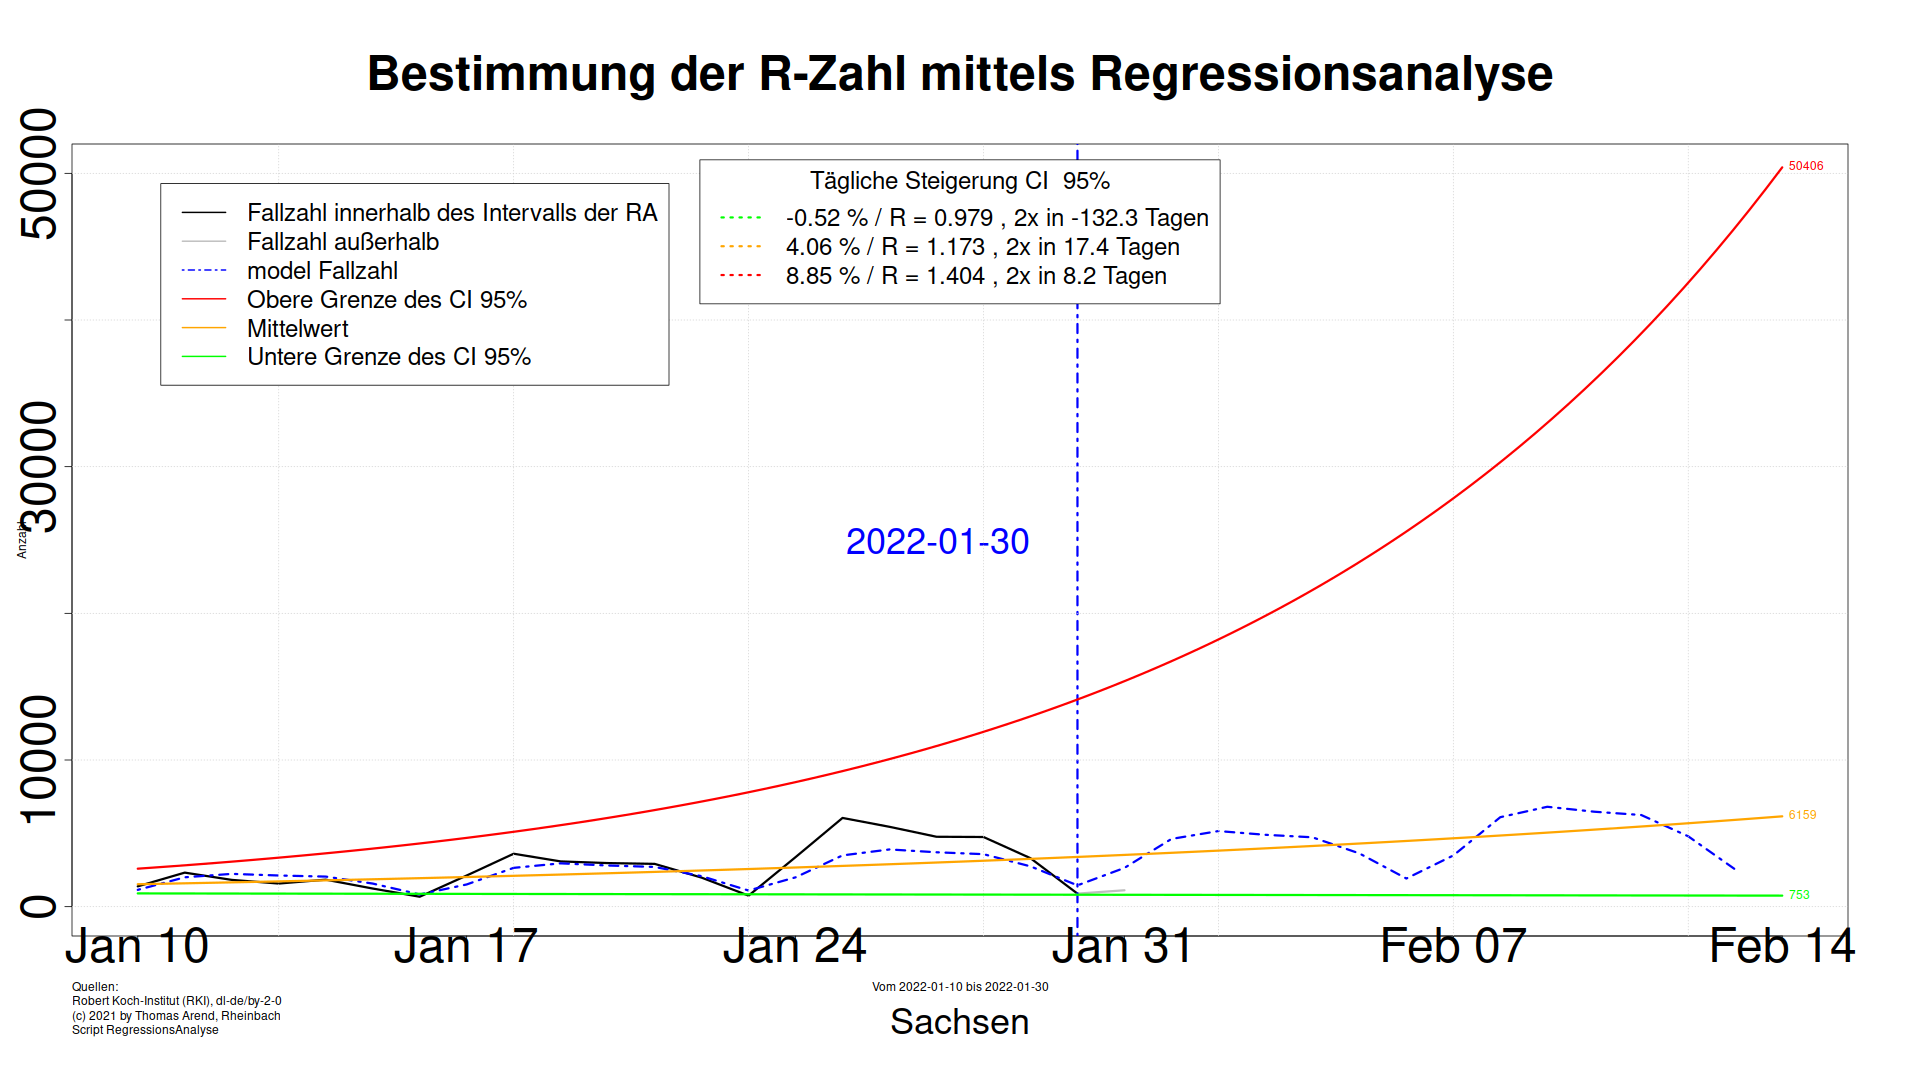 Bestimmung der R-Zahl mittels Regressionsanalyse
50000
30000
10000
0
Anzahl
Fallzahl innerhalb des Intervalls der RA
Fallzahl außerhalb
model Fallzahl
Obere Grenze des CI 95%
Mittelwert
Untere Grenze des CI 95%
Tägliche Steigerung CI 95%
-0.52 % / R = 0.979 , 2x in -132.3 Tagen
4.06 % / R = 1.173 , 2x in 17.4 Tagen
8.85 % / R = 1.404 , 2x in 8.2 Tagen
50406
2022-01-30
6159
753
Jan 10 Jan 17 Jan 24 Jan 31 Feb 07 Feb 14
Quellen:
Robert Koch-Institut (RKI), dl-de/by-2-0
(c) 2021 by Thomas Arend, Rheinbach
Script RegressionsAnalyse
Vom 2022-01-10 bis 2022-01-30
Sachsen